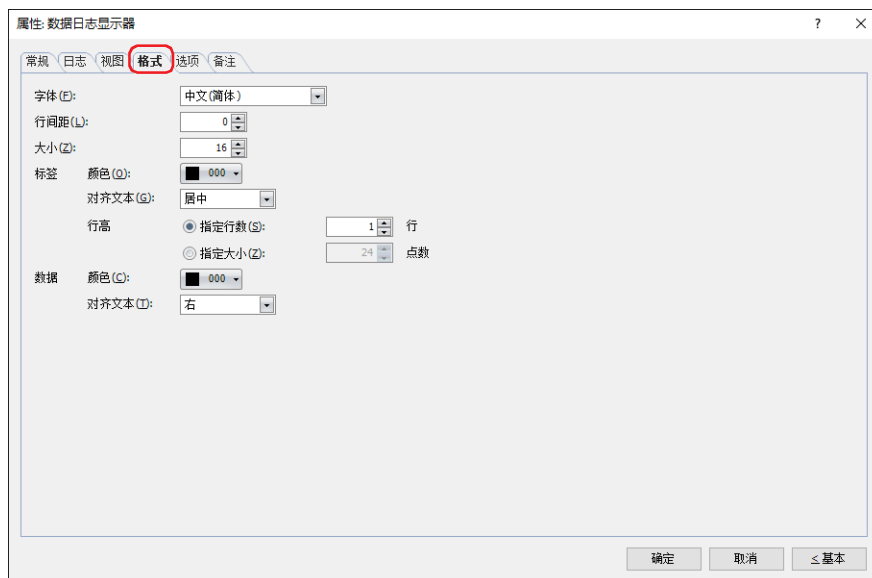 属性: 数据日志显示器 ?
常规 日志 视图 格式 选项 备注
字体(F): 中文(简体)
行间距(L): 0
大小(Z): 16
标签 颜色(O): 000
对齐文本(G): 居中
行高 指定行数(S): 1 行
指定大小(Z): 24 点数
数据 颜色(C): 000
对齐文本(T): 右
确定 取消 ≤基本